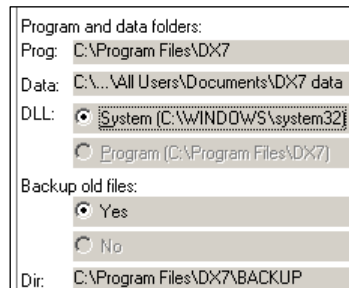 Program and data folders:
Prog: C:\Program Files\DX7
Data: C:\...\All Users\Documents\DX7 data
DLL: System (C:\WINDOWS\system32)
Program (C:\Program Files\DX7)
Backup old files:
Yes
No
Dir: C:\Program Files\DX7\BACKUP